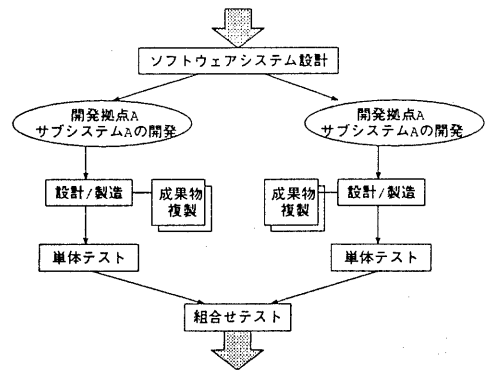 ソフトウェアシステム設計
開発拠点A
サブシステムAの開発
開発拠点A
サブシステムAの開発
設計/製造
成果物
複製
成果物
複製
設計/製造
単体テスト
単体テスト
組合せテスト